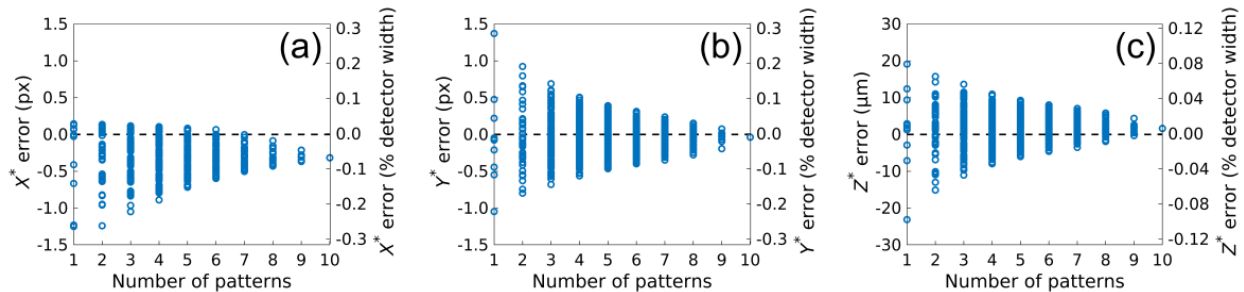 (a)
X* error (px)
1.5
1.0
0.5
0.0
-0.5
-1.0
-1.5
0.3
0.2
0.1
0.0
-0.1
-0.2
-0.3
X* error (% detector width)
1 2 3 4 5 6 7 8 9 10
Number of patterns
(b)
Y* error (px)
1.5
1.0
0.5
0.0
-0.5
-1.0
-1.5
0.3
0.2
0.1
0.0
-0.1
-0.2
-0.3
Y* error (% detector width)
1 2 3 4 5 6 7 8 9 10
Number of patterns
(c)
Z* error (μm)
30
20
10
0
-10
-20
-30
0.12
0.08
0.04
0.00
-0.04
-0.08
-0.12
Z* error (% detector width)
1 2 3 4 5 6 7 8 9 10
Number of patterns